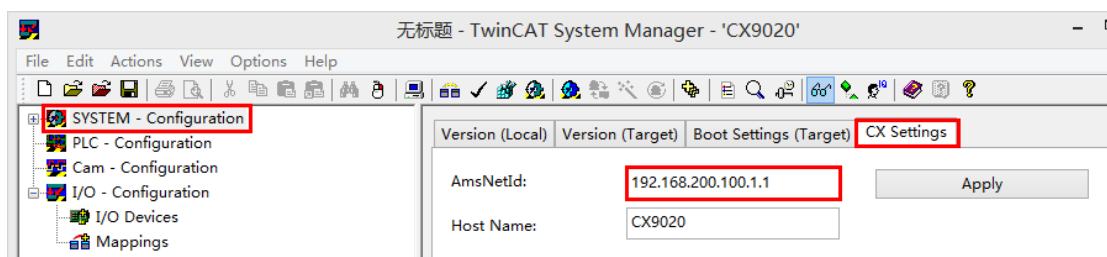 无标题 - TwinCAT System Manager - 'CX9020'
File Edit Actions View Options Help
SYSTEM - Configuration
PLC - Configuration
Cam - Configuration
I/O - Configuration
I/O Devices
Mappings
Version (Local) Version (Target) Boot Settings (Target) CX Settings
AmsNetId: 192.168.200.100.1.1 Apply
Host Name: CX9020